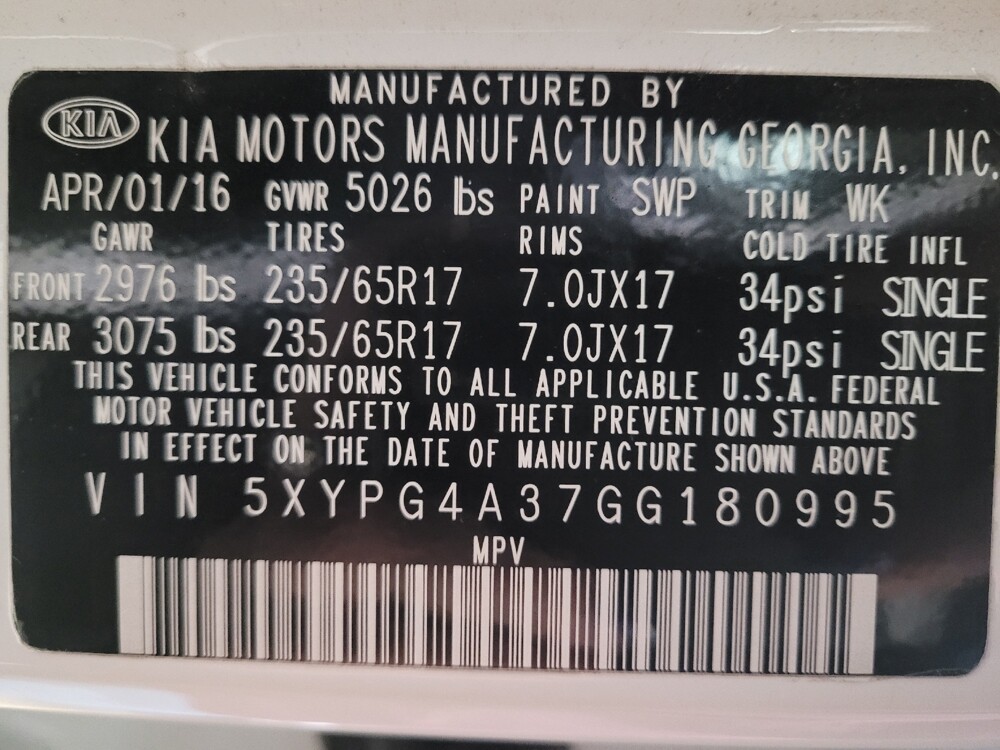 MANUFACTURED BY
KIA KIA MOTORS MANUFACTURING GEORGIA, INC.
APR/01/16 GVWR 5026 lbs PAINT SWP TRIM WK
GAWR TIRES RIMS COLD TIRE INFL
FRONT 2976 lbs 235/65R17 7.0JX17 34psi SINGLE
REAR 3075 lbs 235/65R17 7.0JX17 34psi SINGLE
THIS VEHICLE CONFORMS TO ALL APPLICABLE U.S.A. FEDERAL
MOTOR VEHICLE SAFETY AND THEFT PREVENTION STANDARDS
IN EFFECT ON THE DATE OF MANUFACTURE SHOWN ABOVE
VIN 5XYPG4A37GG180995
MPV